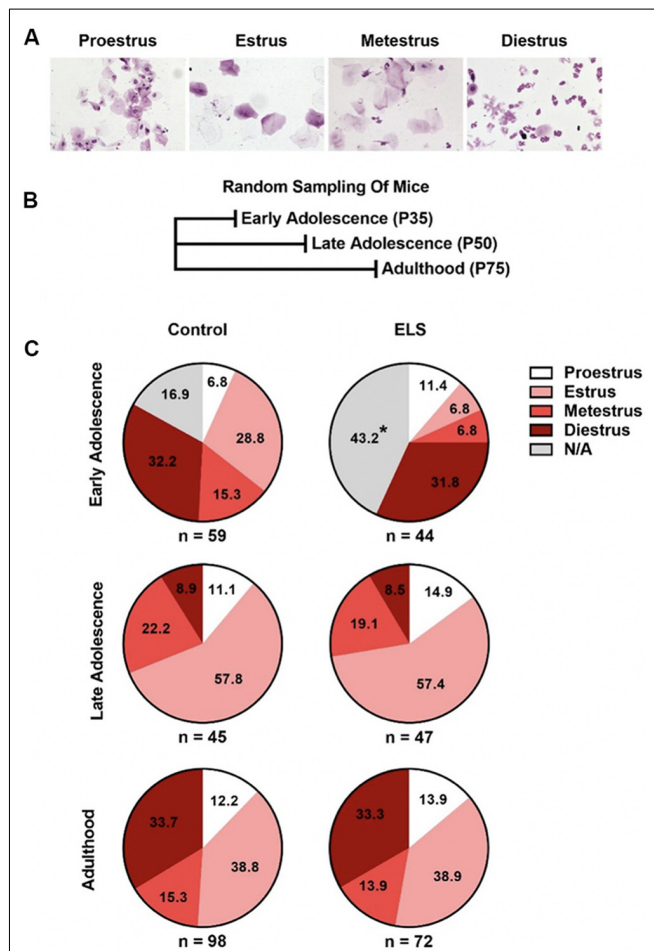 A
Proestrus Estrus Metestrus Diestrus
Random Sampling Of Mice
B
Early Adolescence (P35)
Late Adolescence (P50)
Adulthood (P75)
Control ELS
C
Early Adolescence
6.8
28.8
15.3
32.2
16.9
n = 59
11.4
6.8
6.8
31.8
43.2*
n = 44
Proestrus
Estrus
Metestrus
Diestrus
N/A
Late Adolescence
11.1
57.8
22.2
8.9
n = 45
14.9
57.4
19.1
8.5
n = 47
Adulthood
12.2
38.8
15.3
33.7
n = 98
13.9
38.9
13.9
33.3
n = 72